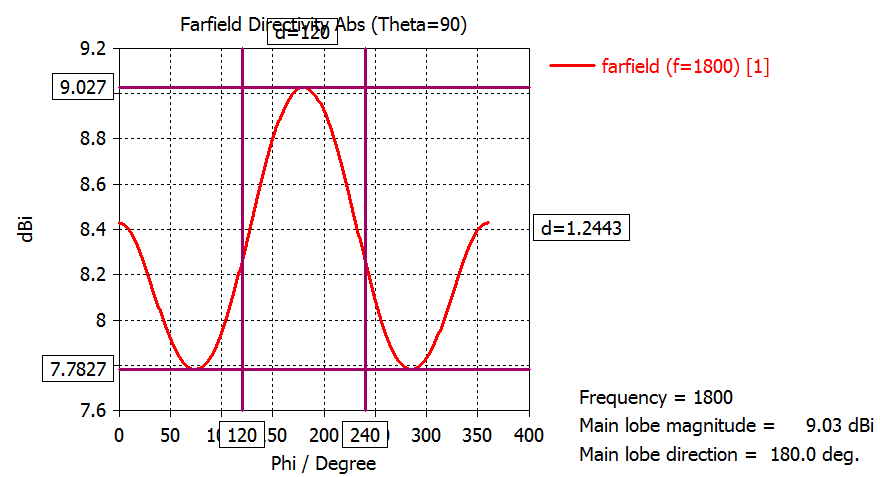 Farfield Directivity Abs (Theta=90)
d=120
9.2
farfield (f=1800) [1]
9.027
8.8
8.6
8.4
d=1.2443
dBi
8.2
8
7.7827
7.6
Frequency = 1800
Main lobe magnitude = 9.03 dBi
Main lobe direction = 180.0 deg.
0 50 120 200 240 300 350 400
Phi / Degree